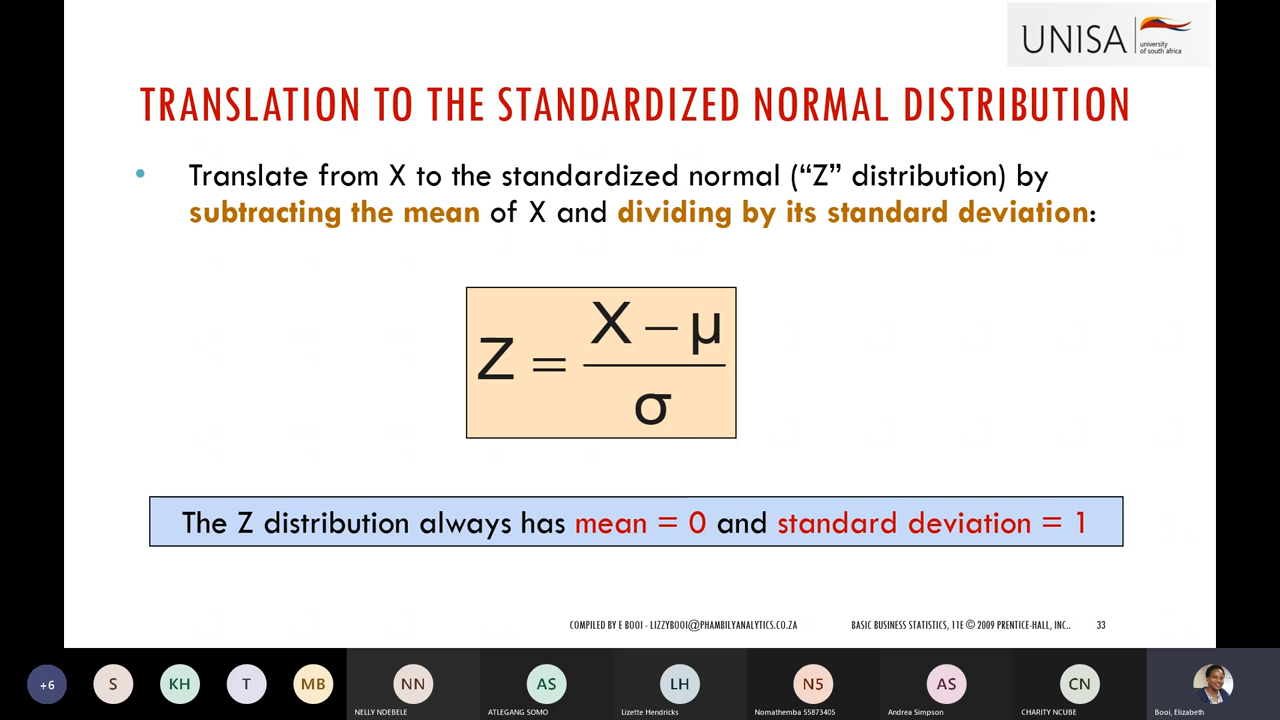 UNISA
university
of south africa
TRANSLATION TO THE STANDARDIZED NORMAL DISTRIBUTION
• Translate from X to the standardized normal (“Z” distribution) by
subtracting the mean of X and dividing by its standard deviation:
Z = (X − μ) / σ
The Z distribution always has mean = 0 and standard deviation = 1
COMPILED BY E BOOI - LIZZYBOOI@PHAMBILYANALYTICS.CO.ZA
BASIC BUSINESS STATISTICS, 11E © 2009 PRENTICE-HALL, INC..
33
+6
S
KH
T
MB
NN
AS
LH
N5
AS
CN
NELLY NDEBELE
ATLEGANG SOMO
Lizette Hendricks
Nomathemba 55873405
Andrea Simpson
CHARITY NCUBE
Booi, Elizabeth